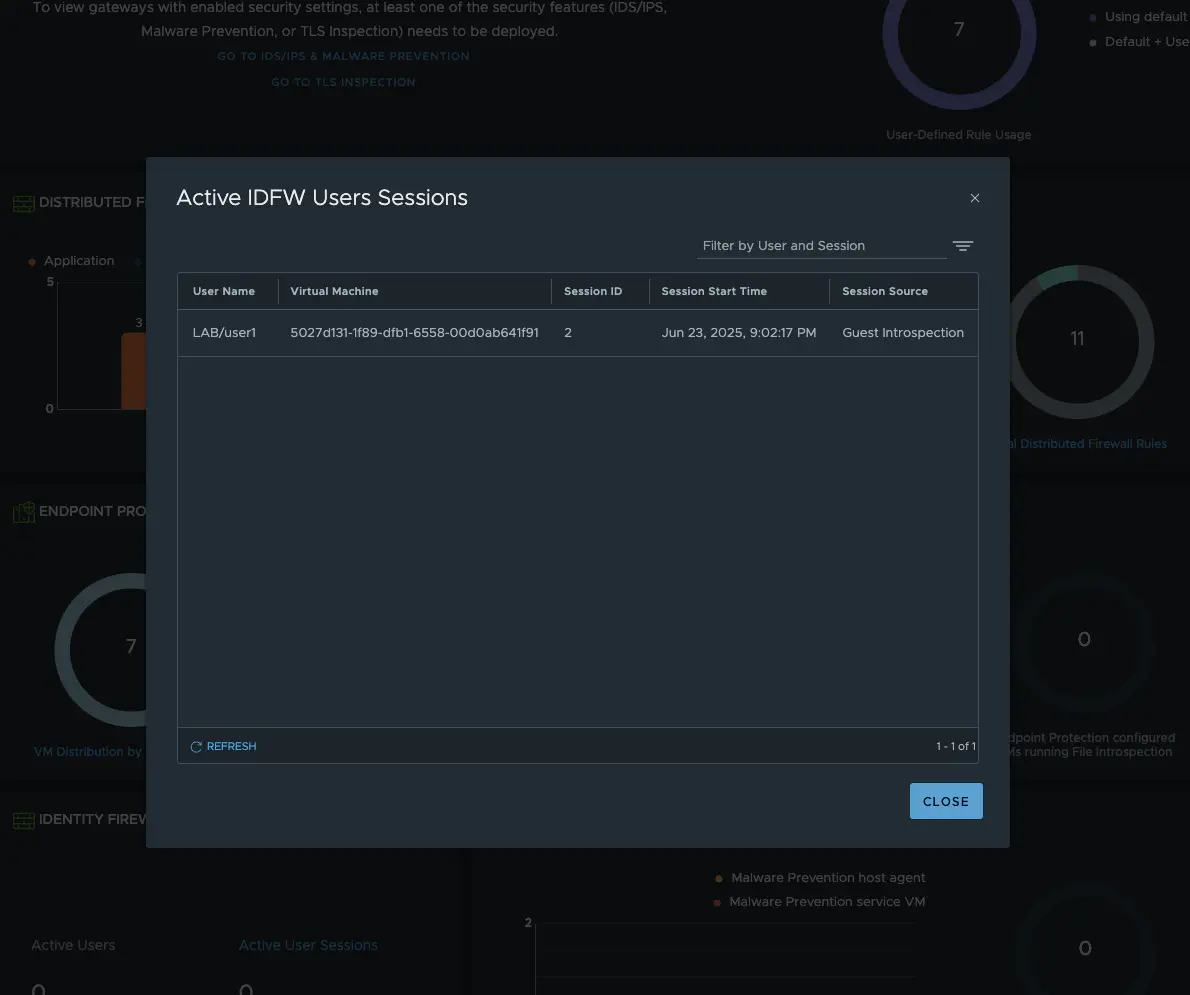 To view gateways with enabled security settings, at least one of the security features (IDS/IPS,
Malware Prevention, or TLS Inspection) needs to be deployed.
GO TO IDS/IPS & MALWARE PREVENTION
GO TO TLS INSPECTION
7
Using default
Default + Use
User-Defined Rule Usage
DISTRIBUTED F
Application
5
3
0
11
al Distributed Firewall Rules
Active IDFW Users Sessions
Filter by User and Session
User Name Virtual Machine Session ID Session Start Time Session Source
LAB/user1 5027d131-1f89-dfb1-6558-00d0ab641f91 2 Jun 23, 2025, 9:02:17 PM Guest Introspection
REFRESH 1 - 1 of 1
CLOSE
ENDPOINT PRO
7
VM Distribution by
0
dpoint Protection configured
Ms running File Introspection
IDENTITY FIREW
Active Users Active User Sessions
0 0
Malware Prevention host agent
Malware Prevention service VM
2
0